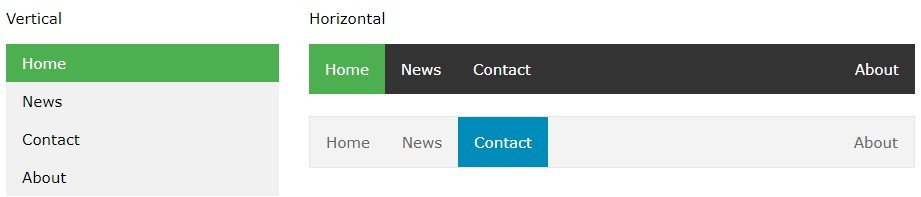 Vertical
Home
News
Contact
About
Horizontal
Home News Contact About
Home News Contact About